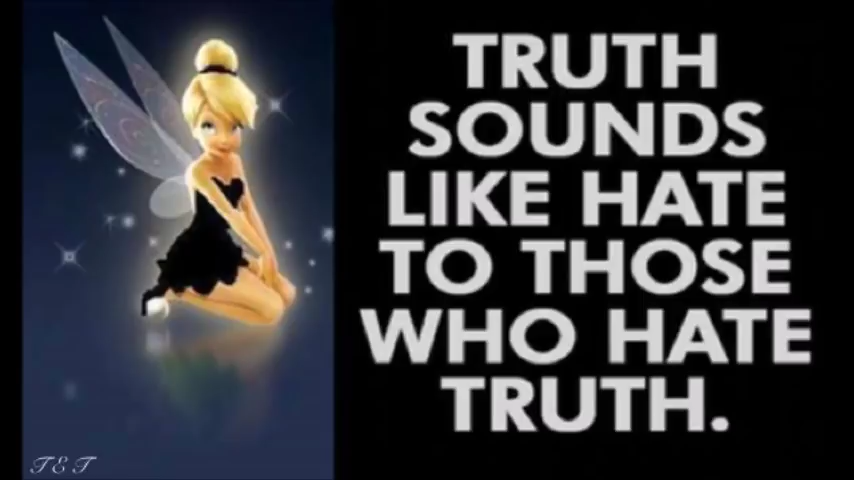 TRUTH
SOUNDS
LIKE HATE
TO THOSE
WHO HATE
TRUTH.
T&T